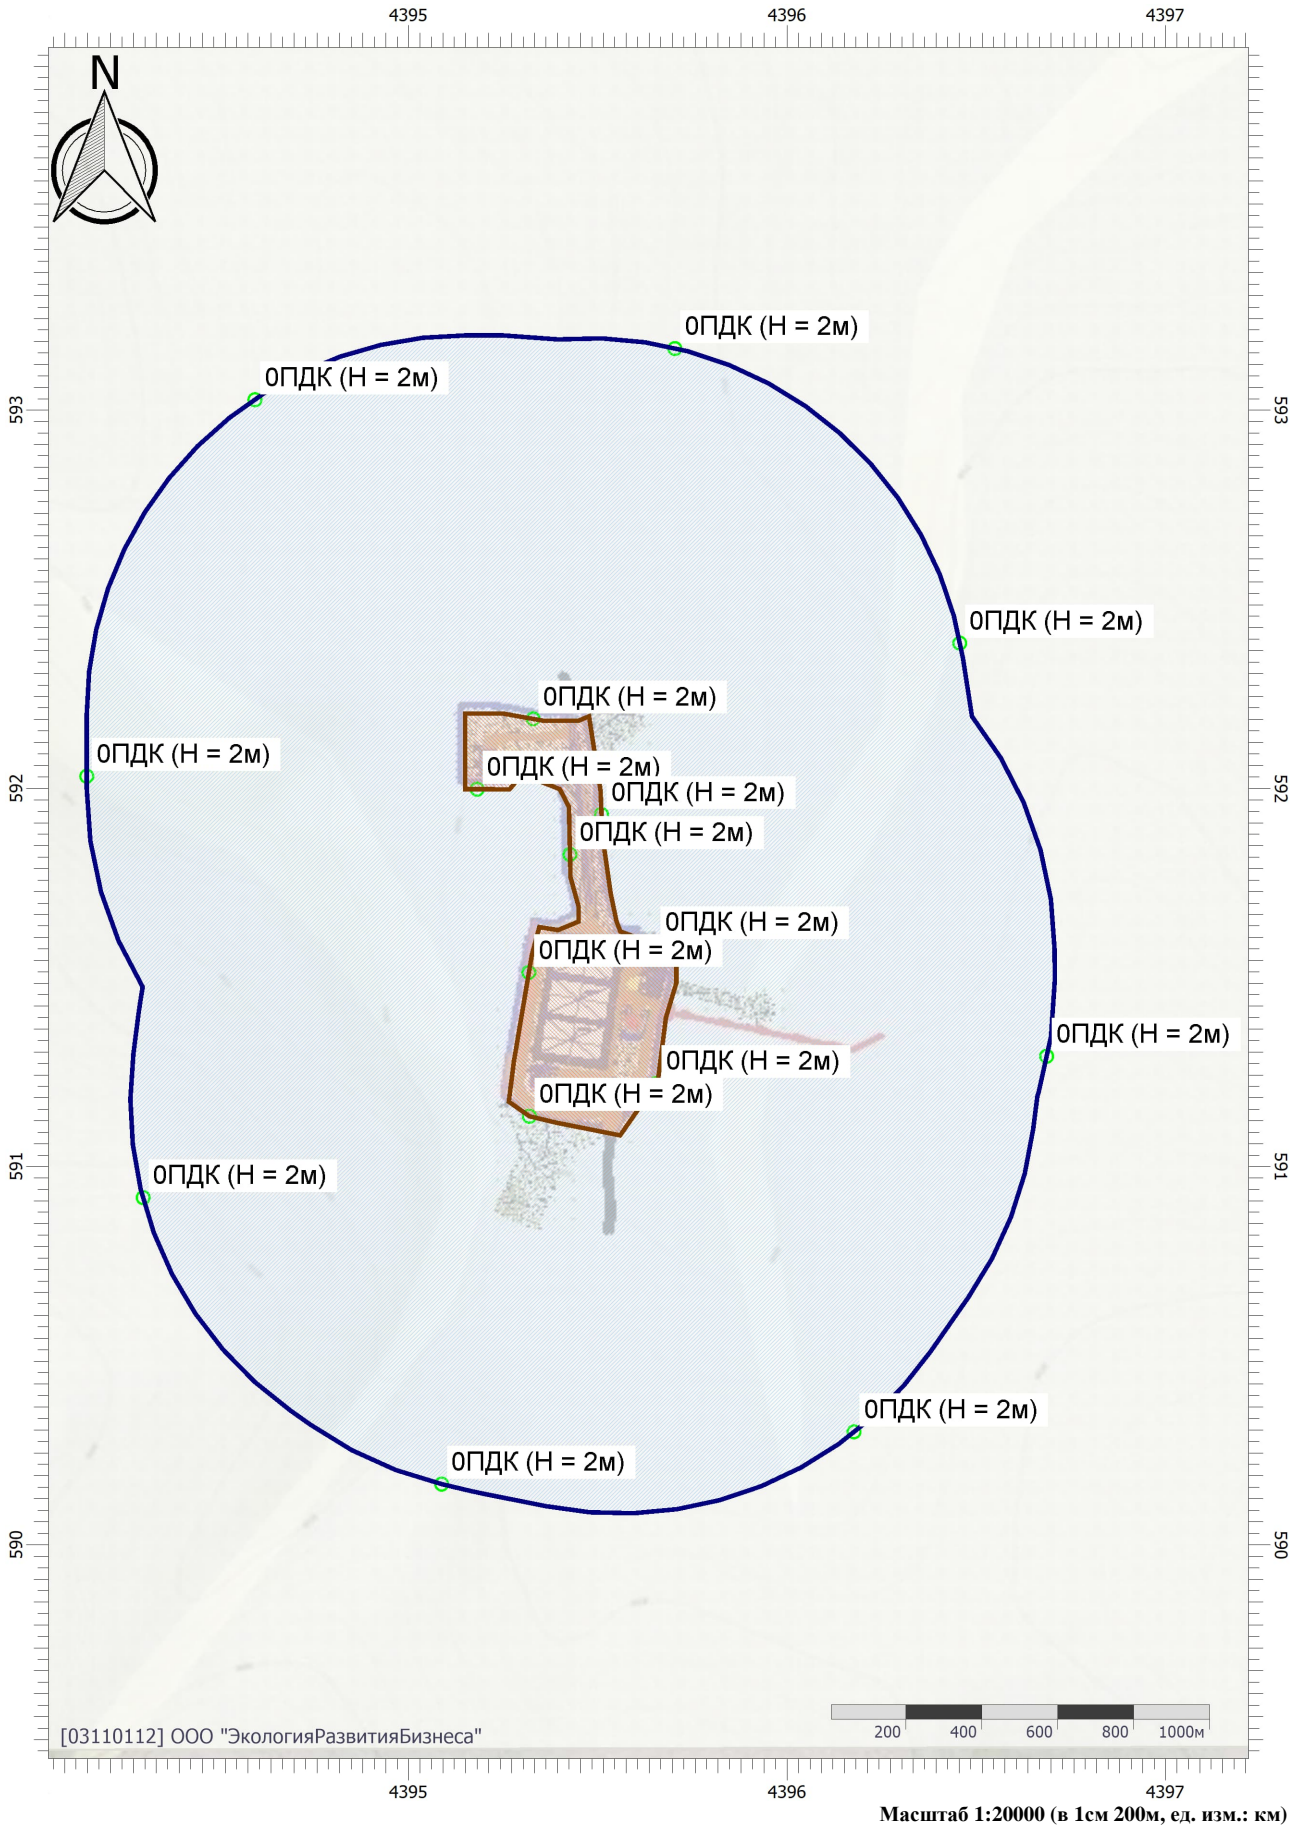 4395 4396 4397
N
0ПДК (H = 2м)
0ПДК (H = 2м)
593 593
0ПДК (H = 2м)
0ПДК (H = 2м)
0ПДК (H = 2м)
0ПДК (H = 2м)
592 592
0ПДК (H = 2м)
0ПДК (H = 2м)
0ПДК (H = 2м)
0ПДК (H = 2м)
0ПДК (H = 2м)
0ПДК (H = 2м)
0ПДК (H = 2м)
591 591
0ПДК (H = 2м)
0ПДК (H = 2м)
0ПДК (H = 2м)
590 590
[03110112] ООО "ЭкологияРазвитияБизнеса"
200 400 600 800 1000м
4395 4396 4397
Масштаб 1:20000 (в 1см 200м, ед. изм.: км)